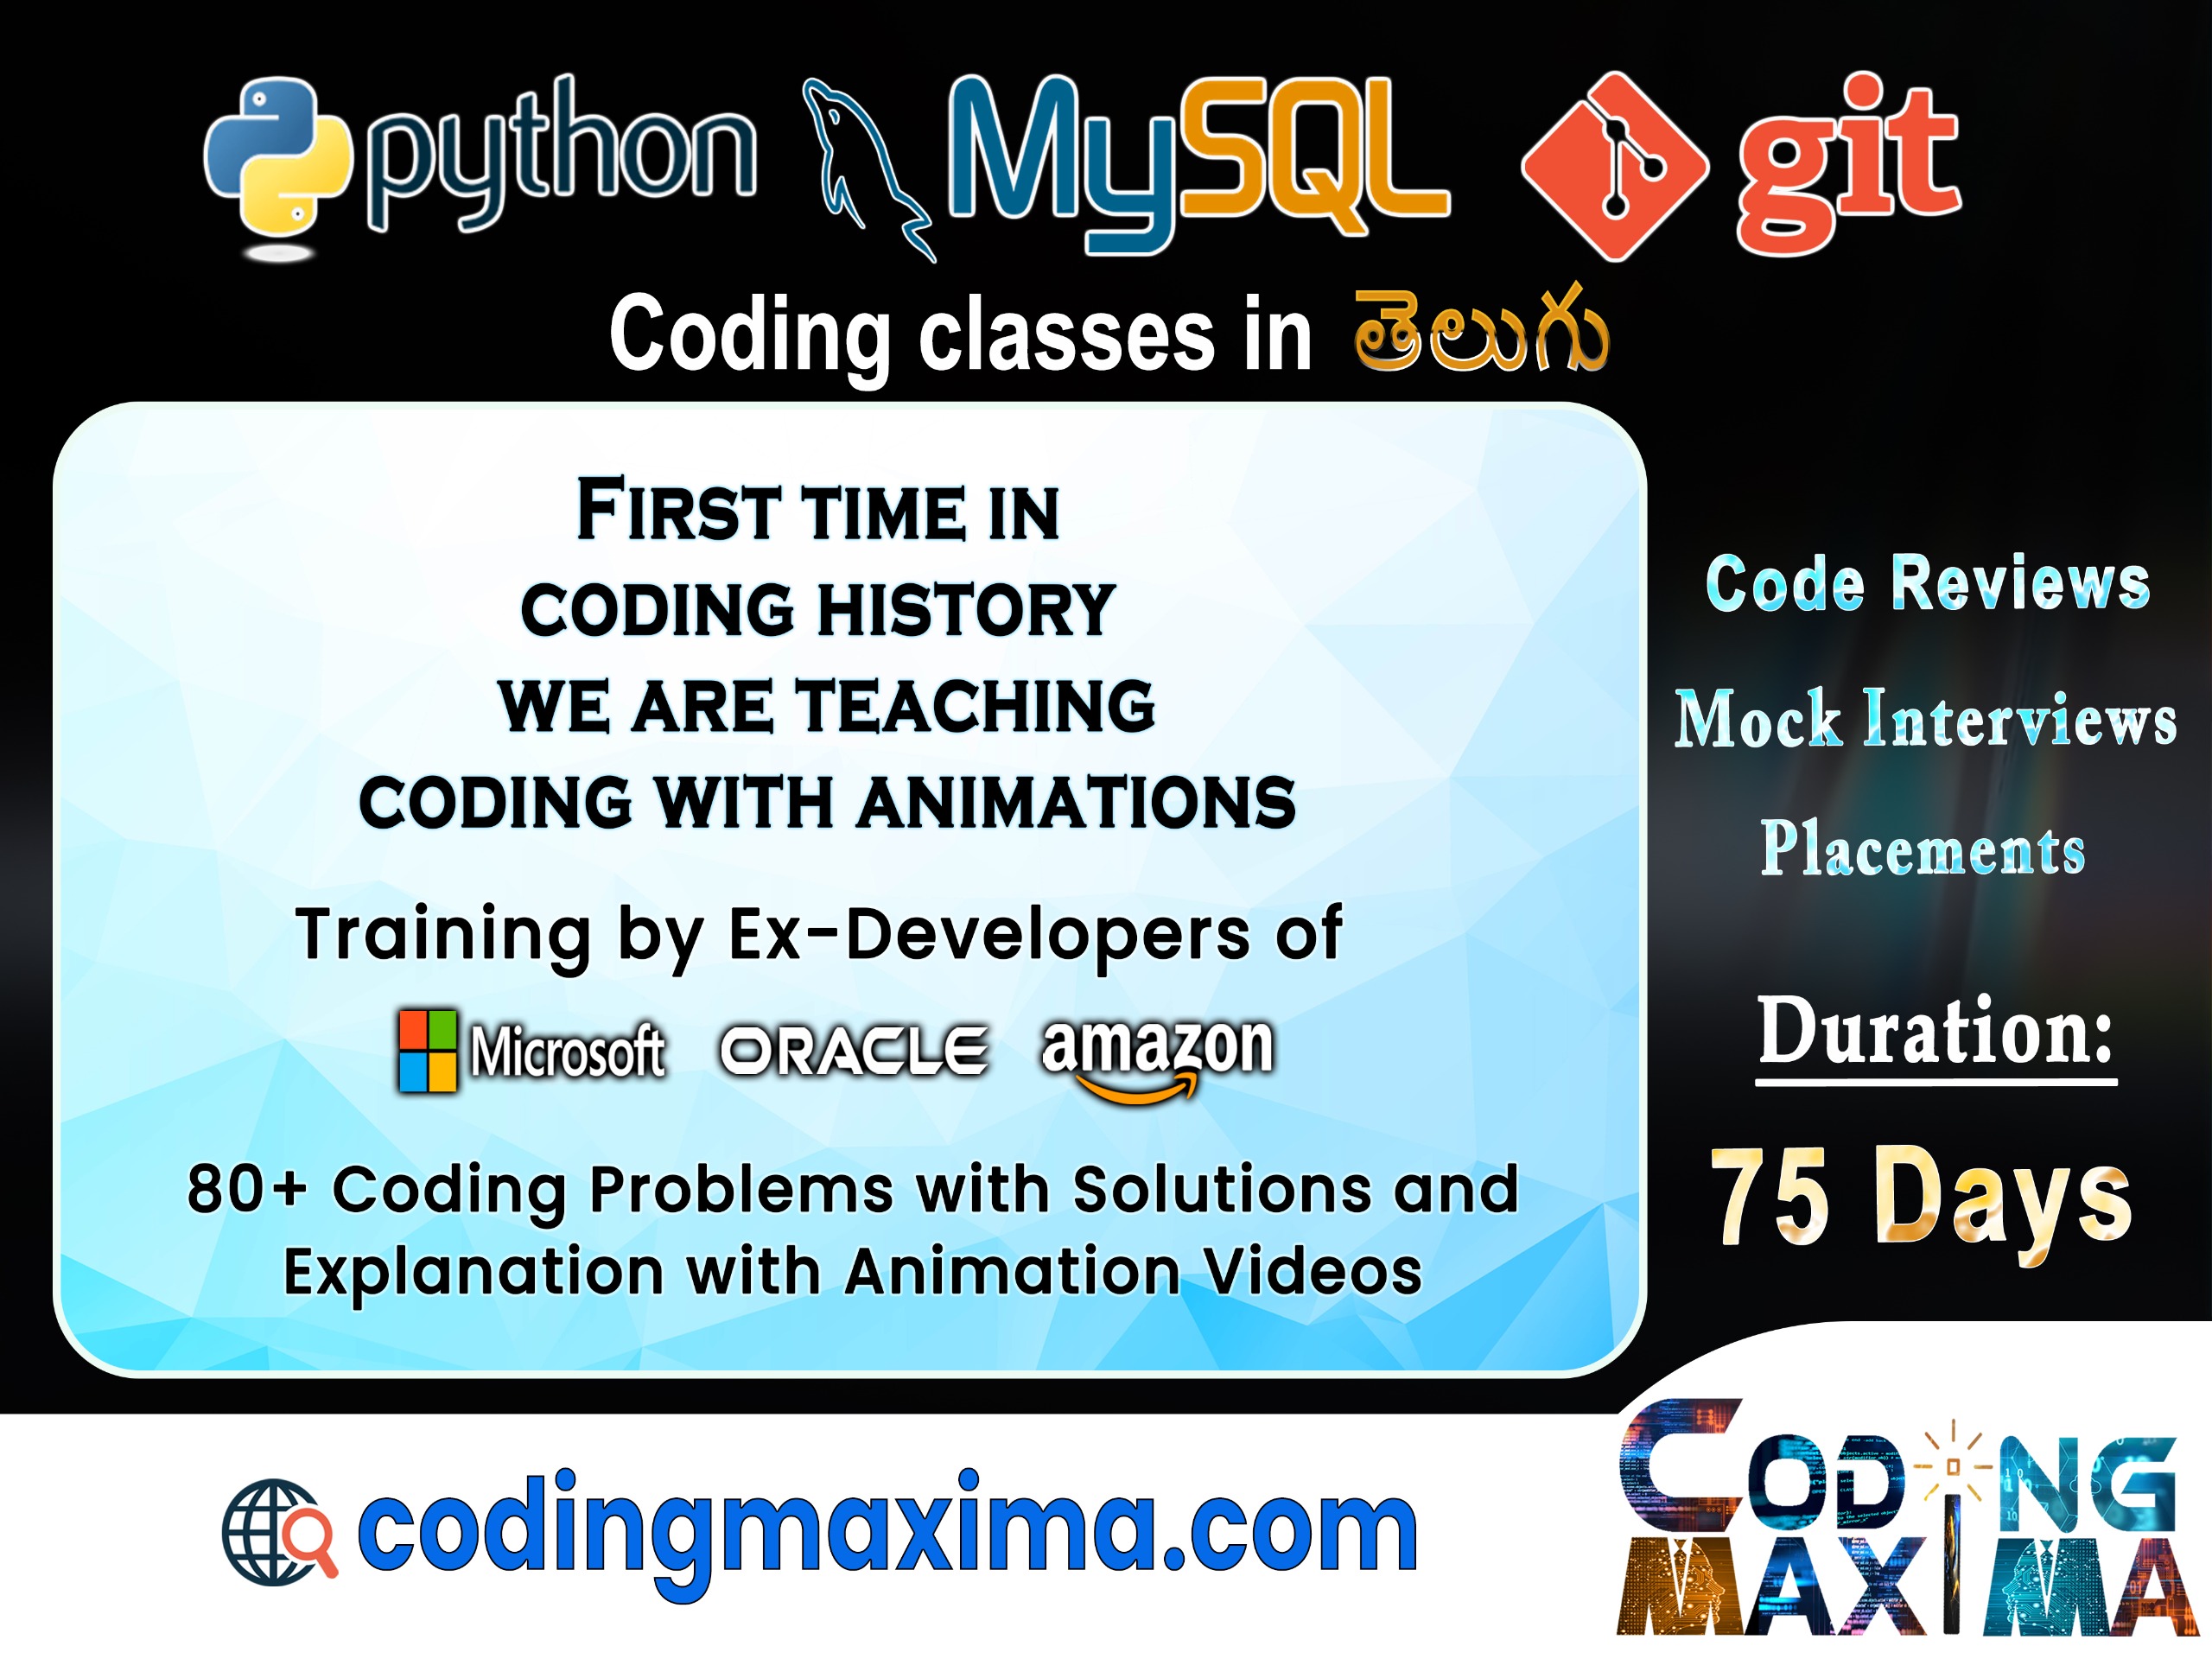 python MySQL git
Coding classes in తెలుగు
First time in
coding history
we are teaching
coding with animations
Training by Ex-Developers of
Microsoft ORACLE amazon
80+ Coding Problems with Solutions and
Explanation with Animation Videos
Code Reviews
Mock Interviews
Placements
Duration:
75 Days
codingmaxima.com
CODiNG
MAXIMA